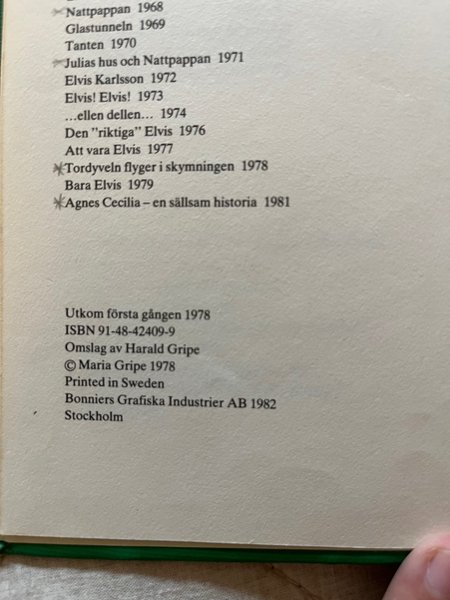 Nattpappan 1968
Glastunneln 1969
Tanten 1970
Julias hus och Nattpappan 1971
Elvis Karlsson 1972
Elvis! Elvis! 1973
...ellen dellen... 1974
Den ”riktiga” Elvis 1976
Att vara Elvis 1977
Tordyveln flyger i skymningen 1978
Bara Elvis 1979
Agnes Cecilia – en sällsam historia 1981
Utkom första gången 1978
ISBN 91-48-42409-9
Omslag av Harald Gripe
© Maria Gripe 1978
Printed in Sweden
Bonniers Grafiska Industrier AB 1982
Stockholm